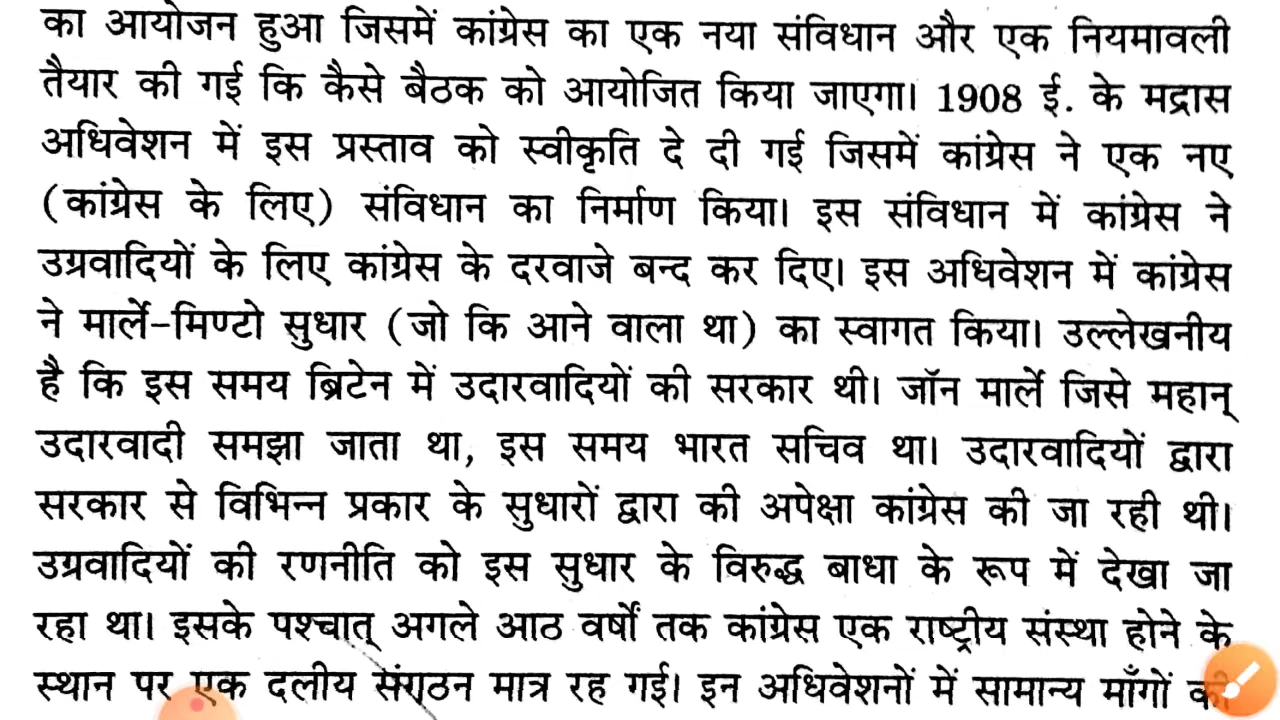 का आयोजन हुआ जिसमें कांग्रेस का एक नया संविधान और एक नियमावली
तैयार की गई कि कैसे बैठक को आयोजित किया जाएगा। 1908 ई. के मद्रास
अधिवेशन में इस प्रस्ताव को स्वीकृति दे दी गई जिसमें कांग्रेस ने एक नए
(कांग्रेस के लिए) संविधान का निर्माण किया। इस संविधान में कांग्रेस ने
उग्रवादियों के लिए कांग्रेस के दरवाजे बन्द कर दिए। इस अधिवेशन में कांग्रेस
ने मार्ले-मिण्टो सुधार (जो कि आने वाला था) का स्वागत किया। उल्लेखनीय
है कि इस समय ब्रिटेन में उदारवादियों की सरकार थी। जॉन मार्ले जिसे महान्
उदारवादी समझा जाता था, इस समय भारत सचिव था। उदारवादियों द्वारा
सरकार से विभिन्न प्रकार के सुधारों द्वारा की अपेक्षा कांग्रेस की जा रही थी।
उग्रवादियों की रणनीति को इस सुधार के विरुद्ध बाधा के रूप में देखा जा
रहा था। इसके पश्चात् अगले आठ वर्षों तक कांग्रेस एक राष्ट्रीय संस्था होने के
स्थान पर एक दलीय संगठन मात्र रह गई। इन अधिवेशनों में सामान्य माँगों की